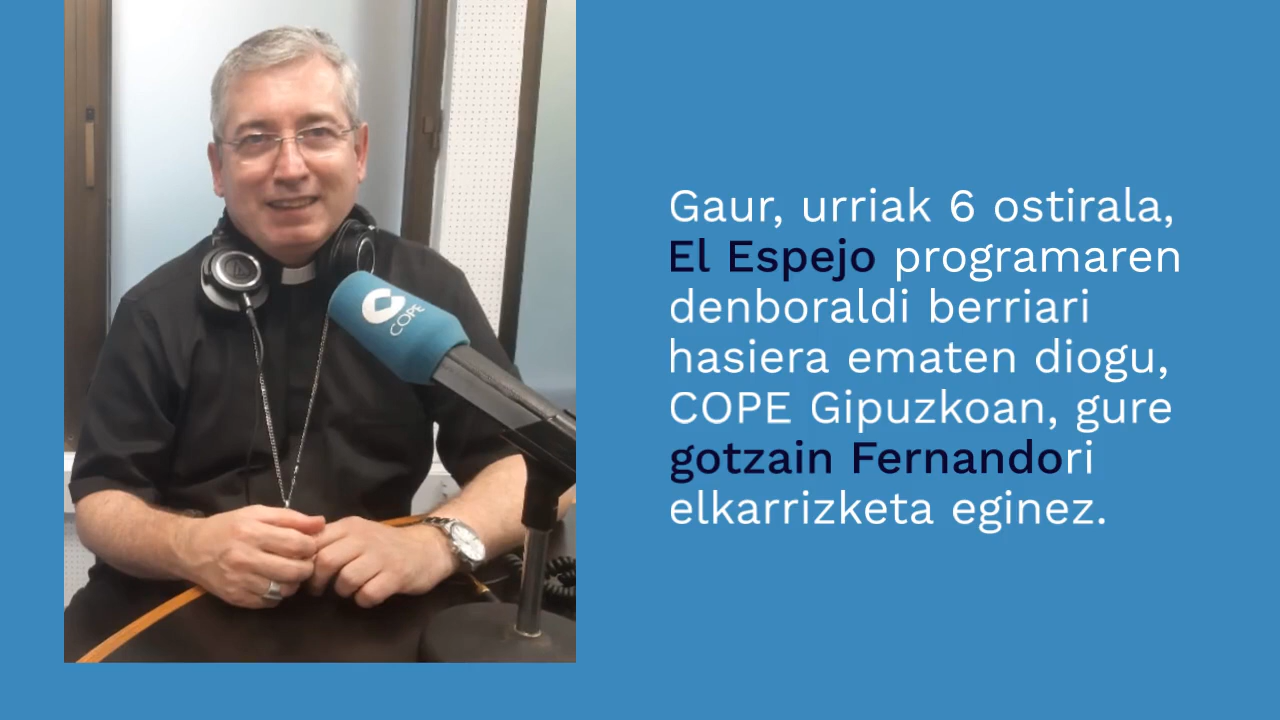 COPE
Gaur, urriak 6 ostirala,
El Espejo programaren
denboraldi berriari
hasiera ematen diogu,
COPE Gipuzkoan, gure
gotzain Fernandori
elkarrizketa eginez.